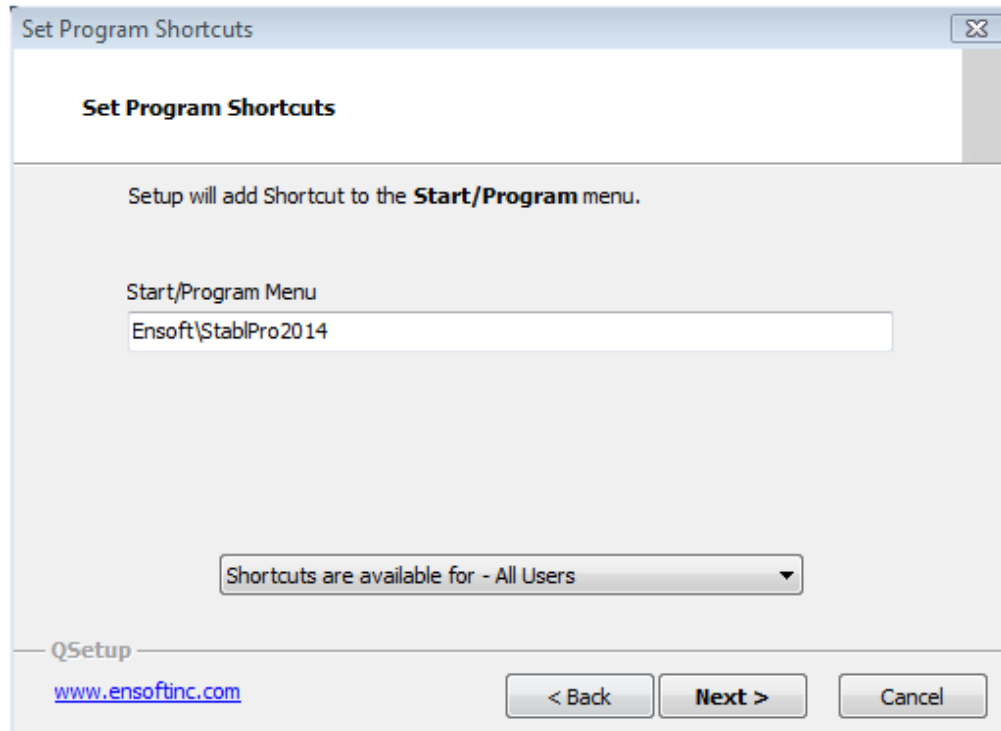 Set Program Shortcuts
Set Program Shortcuts
Setup will add Shortcut to the Start/Program menu.
Start/Program Menu
Ensoft\StablPro2014
Shortcuts are available for - All Users
QSetup
www.ensoftinc.com
< Back Next > Cancel